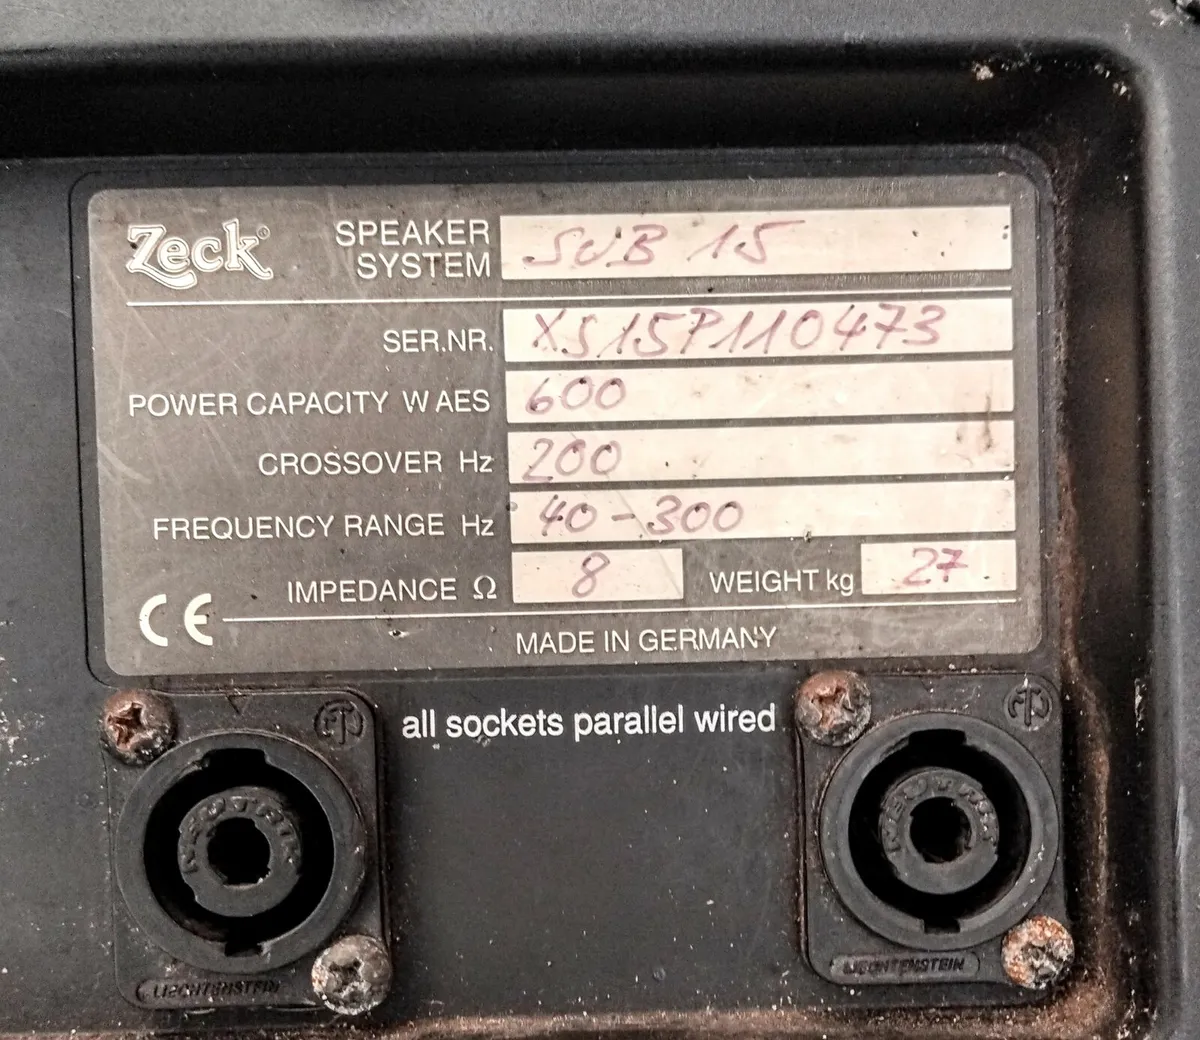 Zeck® SPEAKER SYSTEM SUB 15
SER.NR. XS15P110473
POWER CAPACITY W AES 600
CROSSOVER Hz 200
FREQUENCY RANGE Hz 40-300
IMPEDANCE Ω 8 WEIGHT kg 27
CE
MADE IN GERMANY
all sockets parallel wired
NEUTRIK NEUTRIK
LIECHTENSTEIN LIECHTENSTEIN